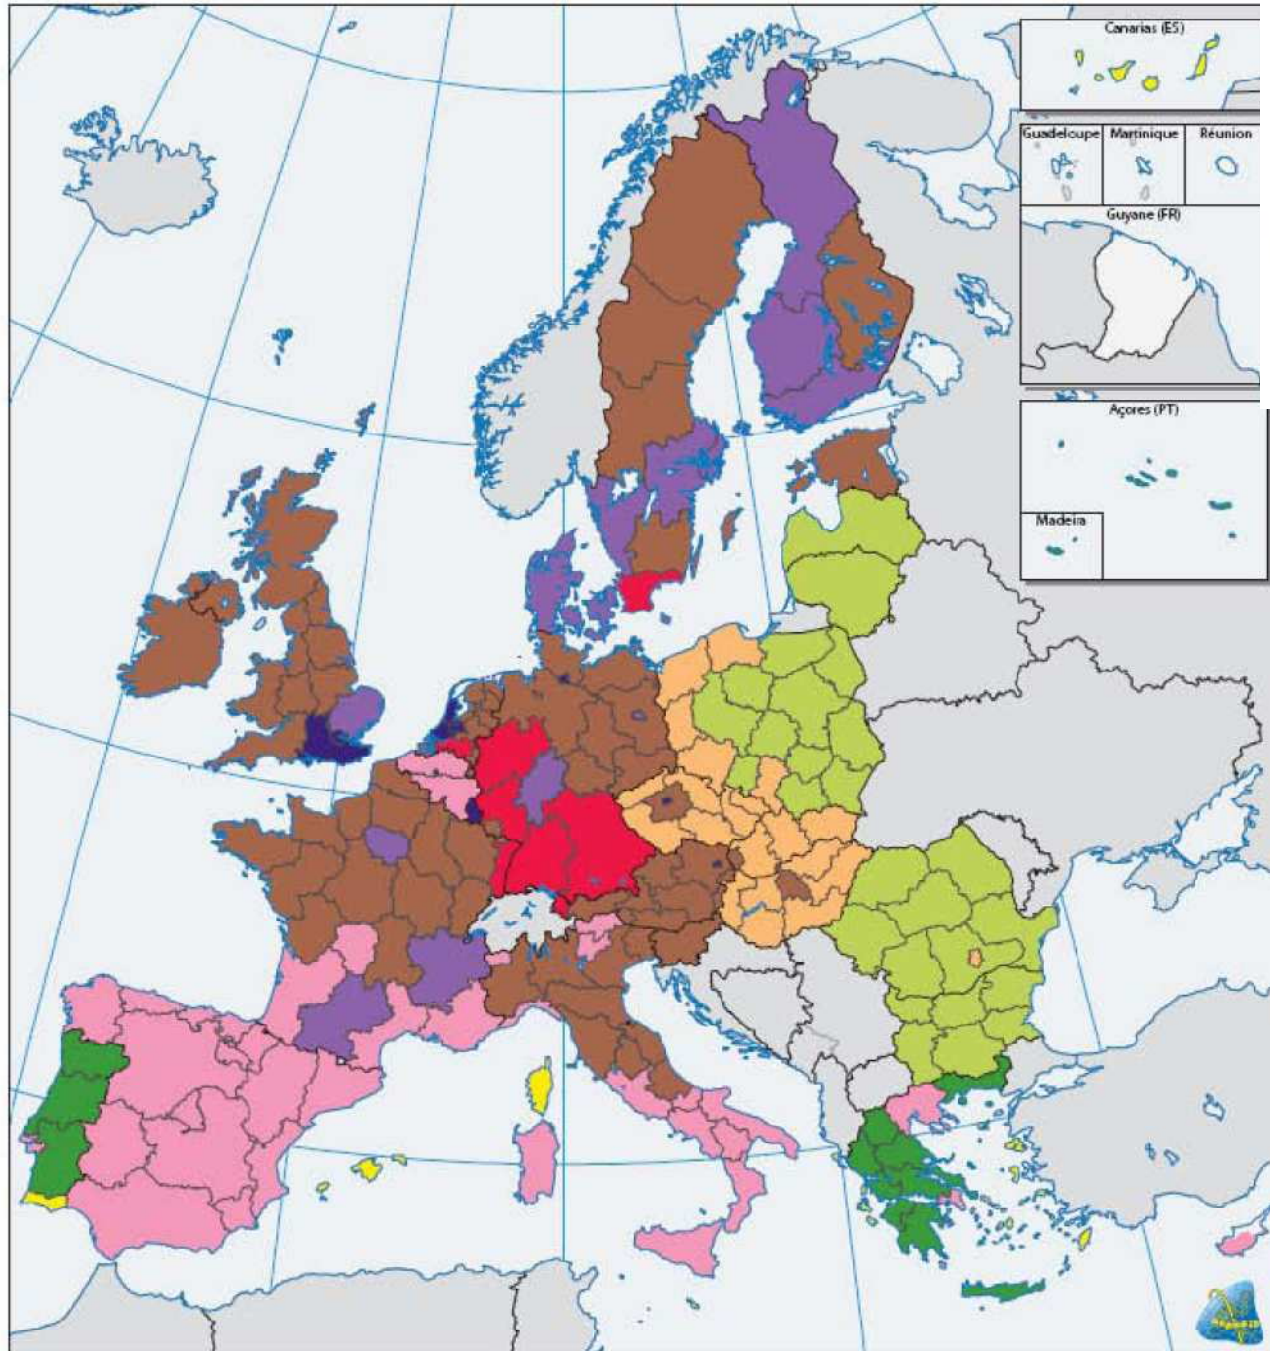 Canarias (ES)
Guadeloupe
Martinique
Réunion
Guyane (FR)
Açores (PT)
Madeira